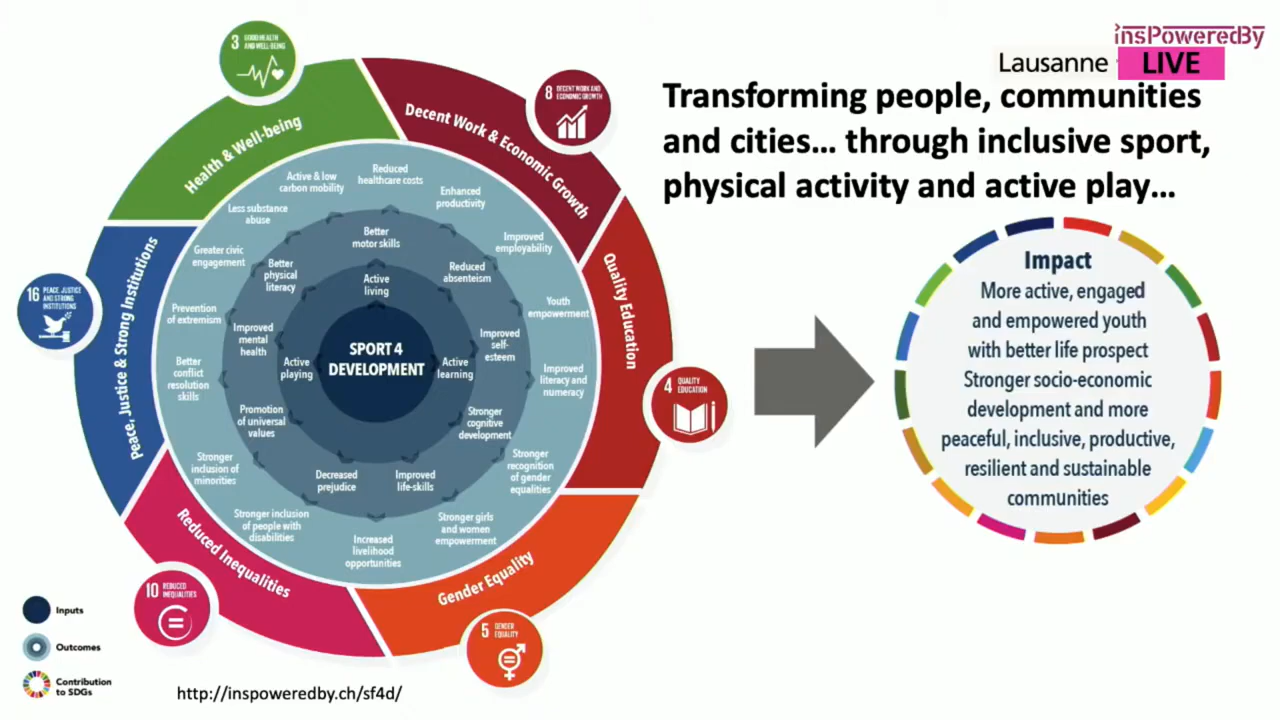 insPoweredBy
Lausanne
LIVE
Transforming people, communities
and cities… through inclusive sport,
physical activity and active play…
3 GOOD HEALTH
AND WELL-BEING
8 DECENT WORK AND
ECONOMIC GROWTH
4 QUALITY
EDUCATION
5 GENDER
EQUALITY
10 REDUCED
INEQUALITIES
16 PEACE, JUSTICE
AND STRONG
INSTITUTIONS
Health & Well-being
Decent Work & Economic Growth
Quality Education
Gender Equality
Reduced Inequalities
Peace, Justice & Strong Institutions
Active & low
carbon mobility
Reduced
healthcare costs
Enhanced
productivity
Improved
employability
Youth
empowerment
Improved
literacy and
numeracy
Stronger
recognition
of gender
equalities
Stronger girls
and women
empowerment
Increased
livelihood
opportunities
Stronger inclusion
of people with
disabilities
Stronger
inclusion of
minorities
Better
conflict
resolution
skills
Prevention
of extremism
Greater civic
engagement
Less substance
abuse
Better
motor skills
Reduced
absenteism
Improved
self-
esteem
Stronger
cognitive
development
Improved
life-skills
Decreased
prejudice
Promotion
of universal
values
Improved
mental
health
Better
physical
literacy
Active
living
Active
learning
Active
playing
SPORT 4
DEVELOPMENT
Impact
More active, engaged
and empowered youth
with better life prospect
Stronger socio-economic
development and more
peaceful, inclusive, productive,
resilient and sustainable
communities
Inputs
Outcomes
Contribution
to SDGs
http://inspoweredby.ch/sf4d/